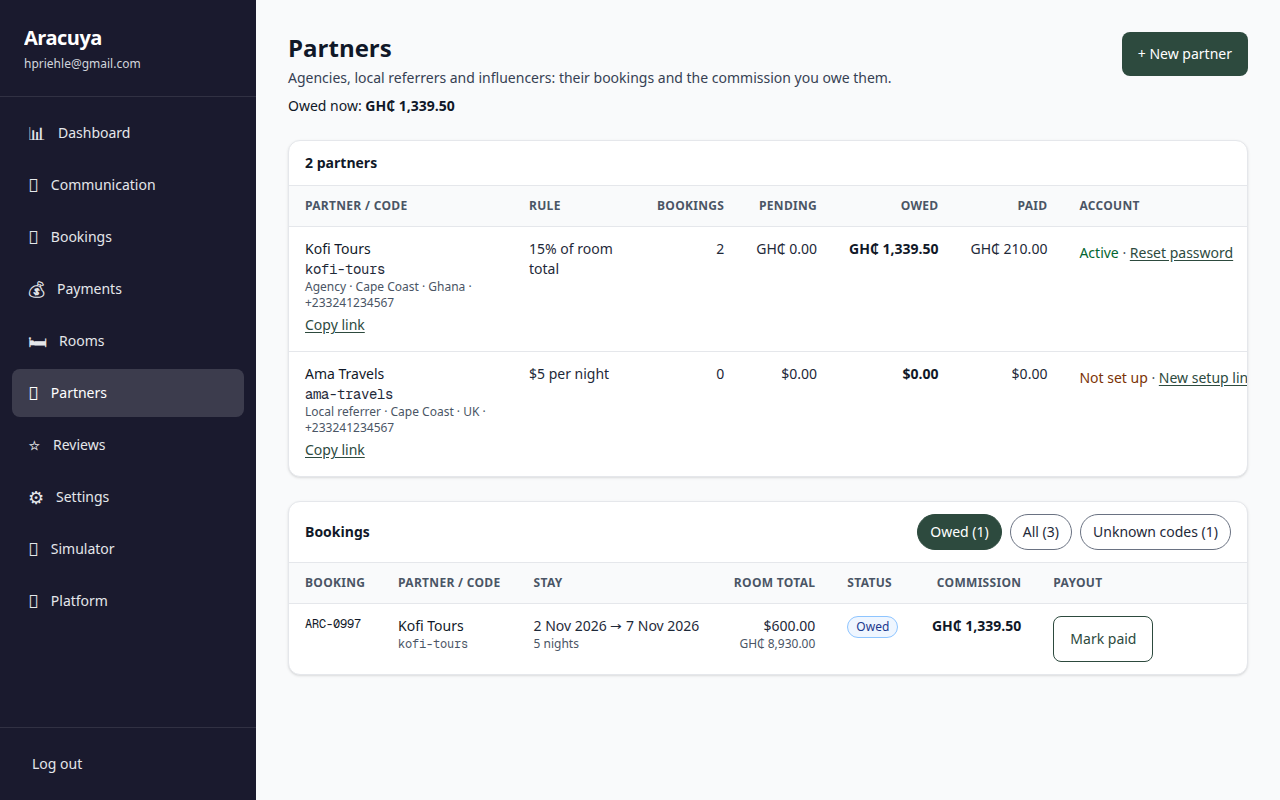 Aracuya
hpriehle@gmail.com
Dashboard
Communication
Bookings
Payments
Rooms
Partners
Reviews
Settings
Simulator
Platform
Log out
Partners
+ New partner
Agencies, local referrers and influencers: their bookings and the commission you owe them.
Owed now: GH₵ 1,339.50
2 partners
PARTNER / CODE RULE BOOKINGS PENDING OWED PAID ACCOUNT
Kofi Tours 15% of room 2 GH₵ 0.00 GH₵ 1,339.50 GH₵ 210.00 Active · Reset password
kofi-tours total
Agency · Cape Coast · Ghana ·
+233241234567
Copy link
Ama Travels $5 per night 0 $0.00 $0.00 $0.00 Not set up · New setup lin
ama-travels
Local referrer · Cape Coast · UK ·
+233241234567
Copy link
Bookings Owed (1) All (3) Unknown codes (1)
BOOKING PARTNER / CODE STAY ROOM TOTAL STATUS COMMISSION PAYOUT
ARC-0997 Kofi Tours 2 Nov 2026 → 7 Nov 2026 $600.00 Owed GH₵ 1,339.50 Mark paid
kofi-tours 5 nights GH₵ 8,930.00